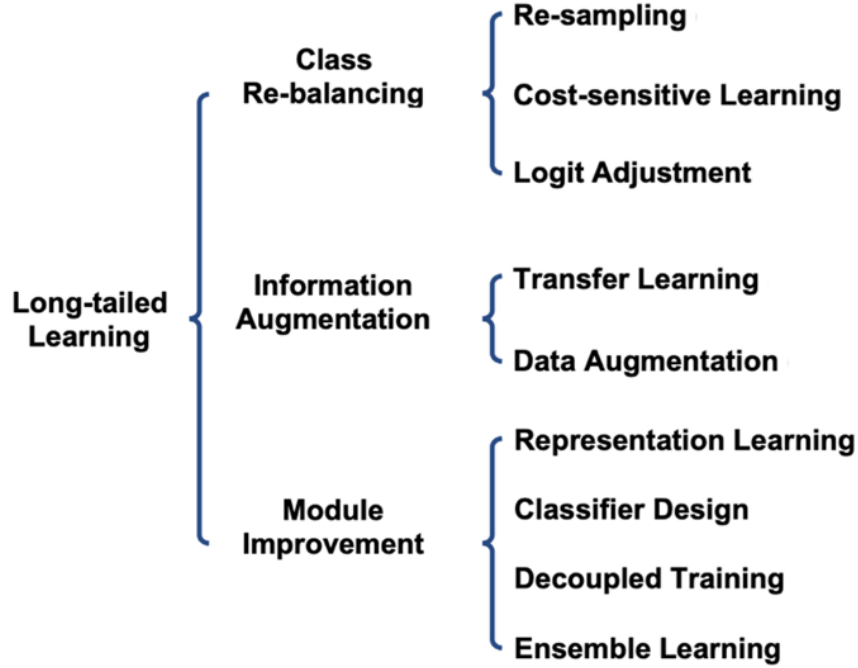 Long-tailed
Learning
Class
Re-balancing
Re-sampling
Cost-sensitive Learning
Logit Adjustment
Information
Augmentation
Transfer Learning
Data Augmentation
Module
Improvement
Representation Learning
Classifier Design
Decoupled Training
Ensemble Learning